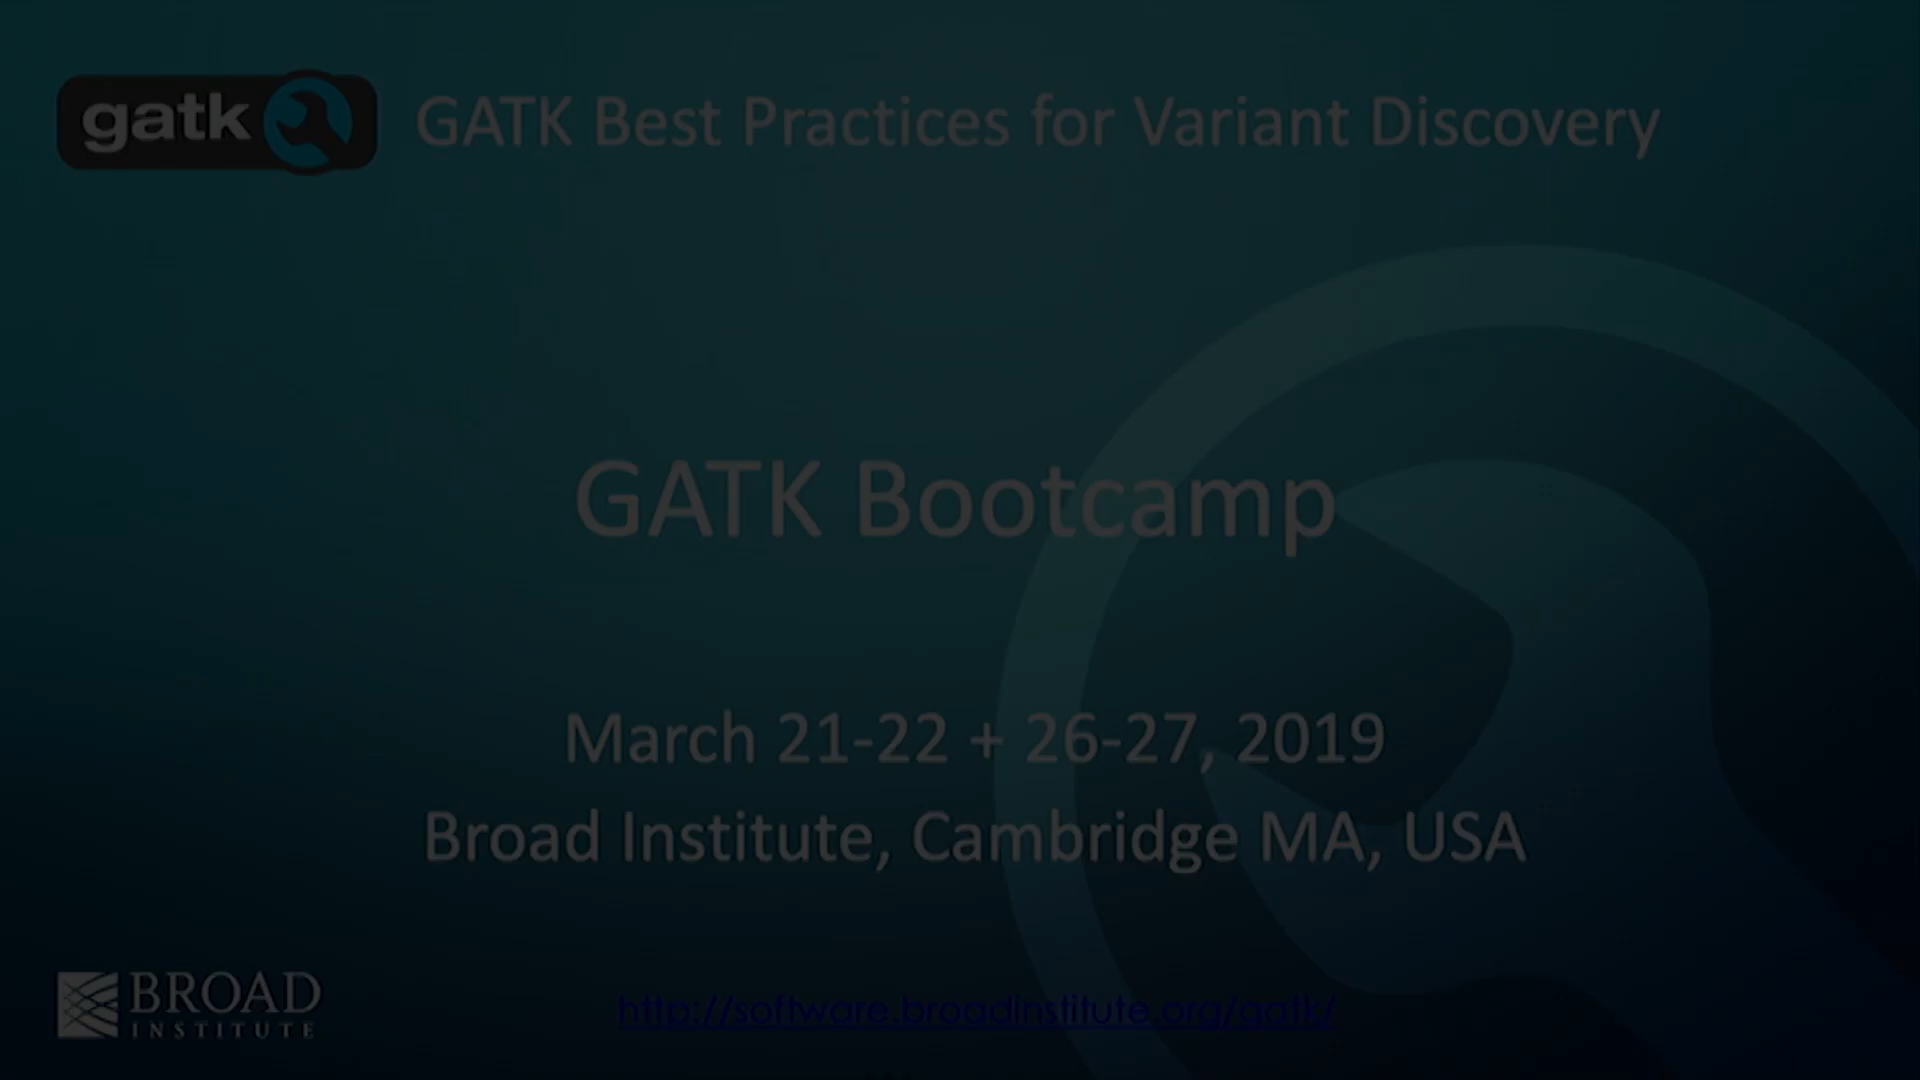 gatk
GATK Best Practices for Variant Discovery
GATK Bootcamp
March 21-22 + 26-27, 2019
Broad Institute, Cambridge MA, USA
BROAD
INSTITUTE
http://software.broadinstitute.org/gatk/